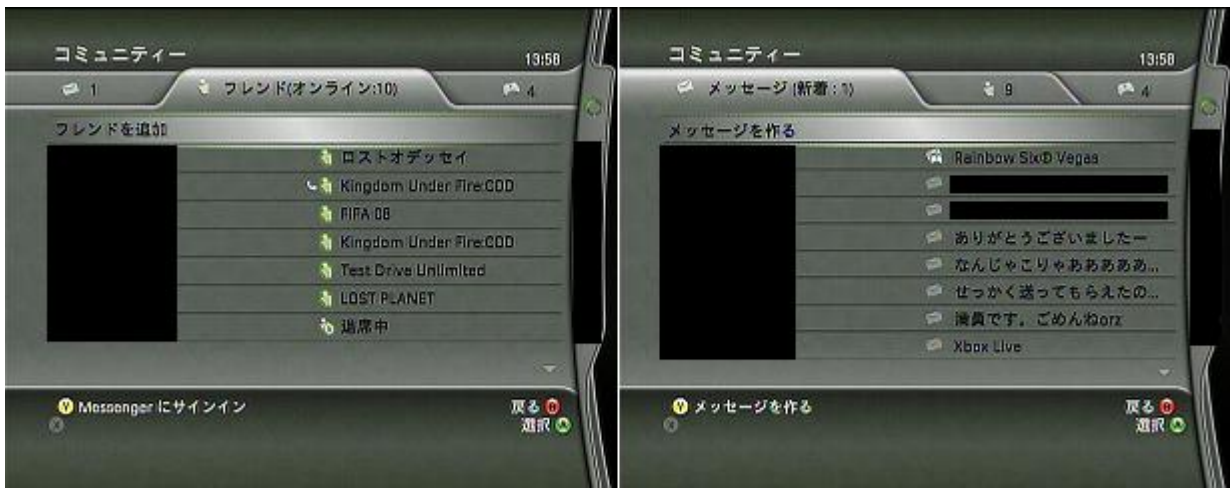 コミュニティー
13:58
1
フレンド(オンライン:10)
4
フレンドを追加
ロストオデッセイ
Kingdom Under Fire:COD
FIFA 08
Kingdom Under Fire:COD
Test Drive Unlimited
LOST PLANET
退席中
Y Messenger にサインイン
X
戻る B
選択 A
コミュニティー
13:58
メッセージ (新着 : 1)
9
4
メッセージを作る
Rainbow Six® Vegas
ありがとうございましたー
なんじゃこりゃああああぁ...
せっかく送ってもらえたの...
満員です。ごめんねorz
Xbox Live
Y メッセージを作る
X
戻る B
選択 A